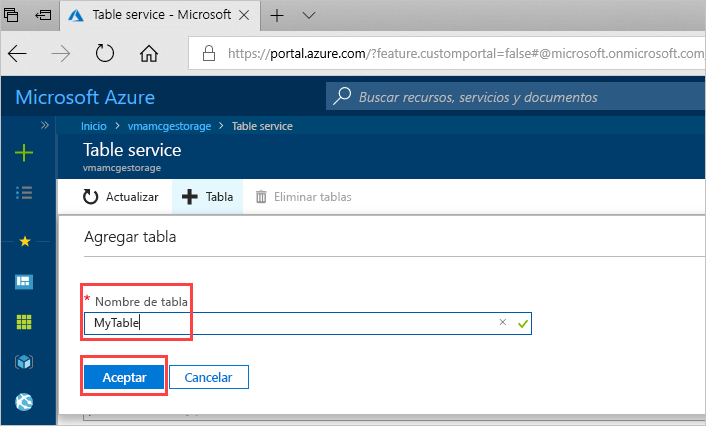 Table service - Microsoft
https://portal.azure.com/?feature.customportal=false#@microsoft.onmicrosoft.com
Microsoft Azure
Buscar recursos, servicios y documentos
Inicio > vmamcgestorage > Table service
Table service
vmamcgestorage
Actualizar Tabla Eliminar tablas
Agregar tabla
* Nombre de tabla
MyTable
Aceptar Cancelar